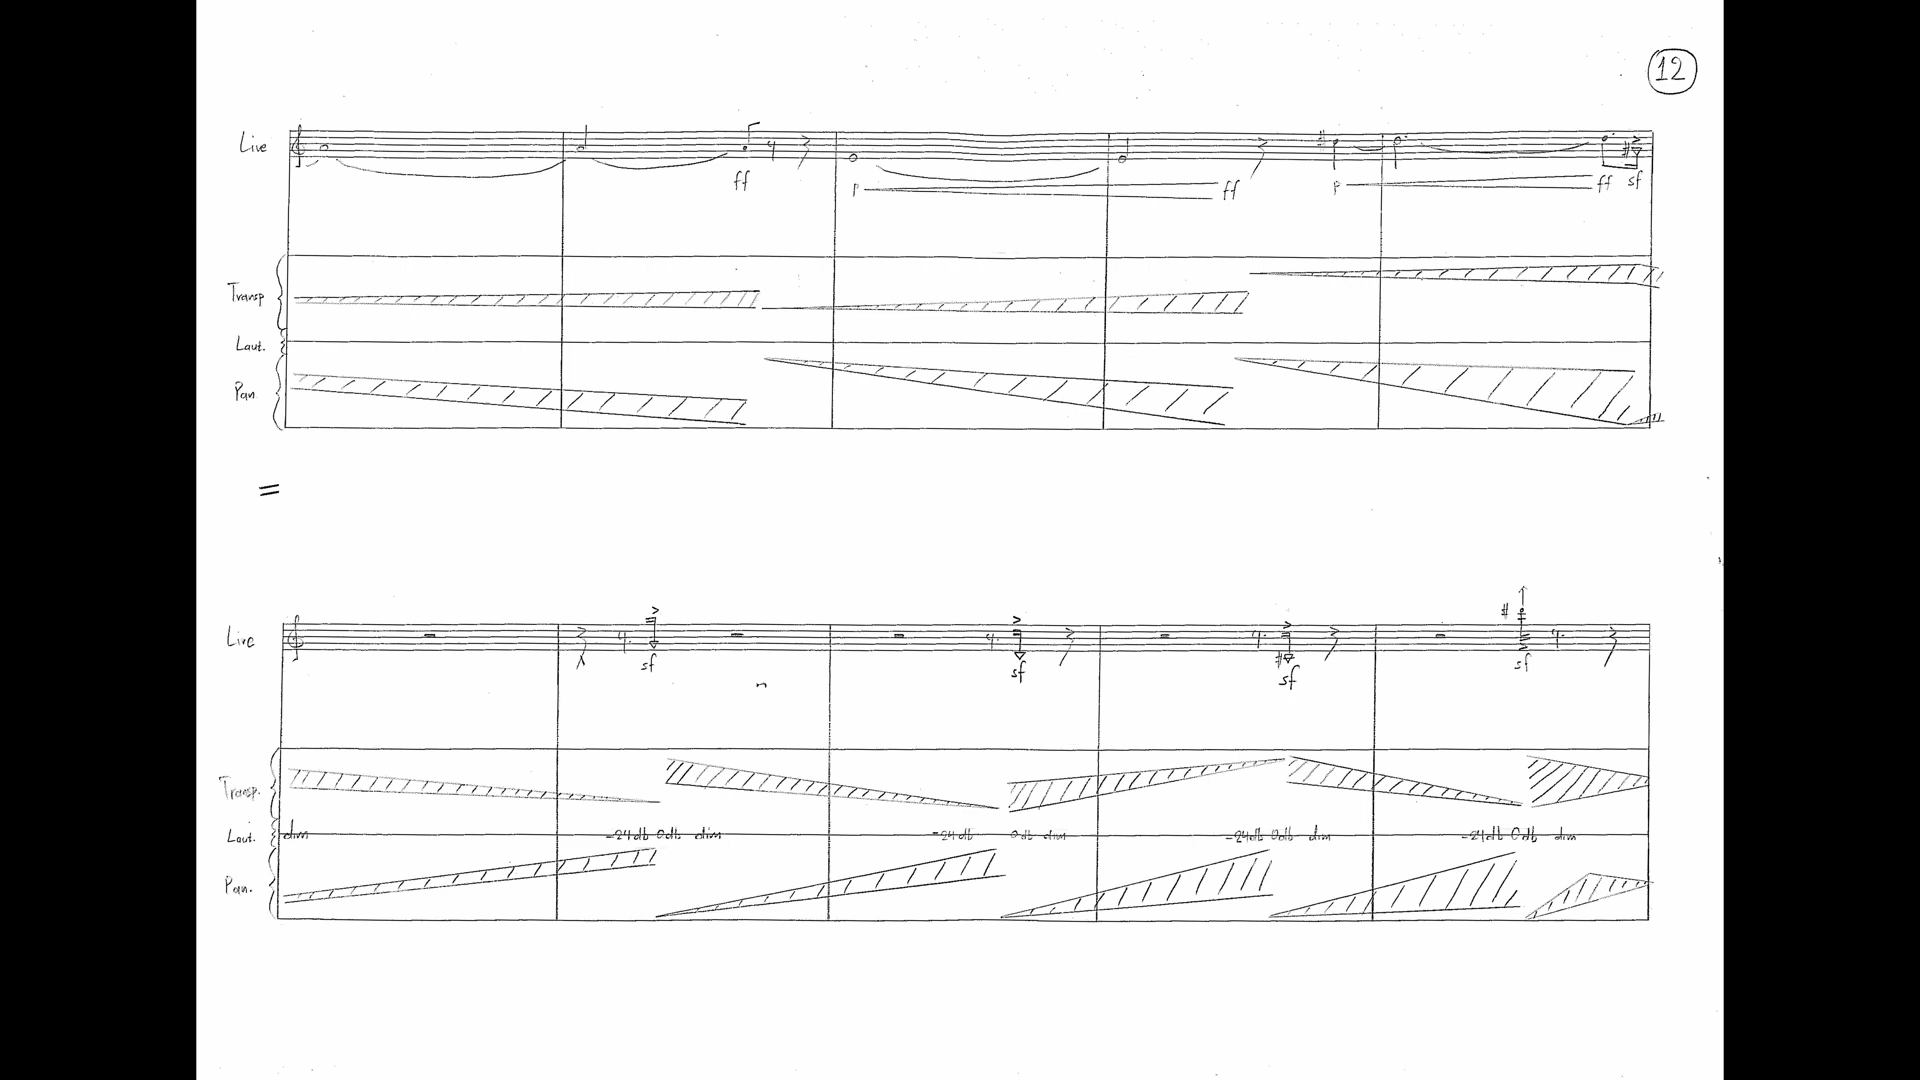 12
Live
ff p ff p ff sf
Transp
Laut.
Pan.
=
Live
sf sf sf sf
Transp.
Laut. dim -24db 0db dim -24db 0db dim -24db 0db dim -24db 0db dim
Pan.